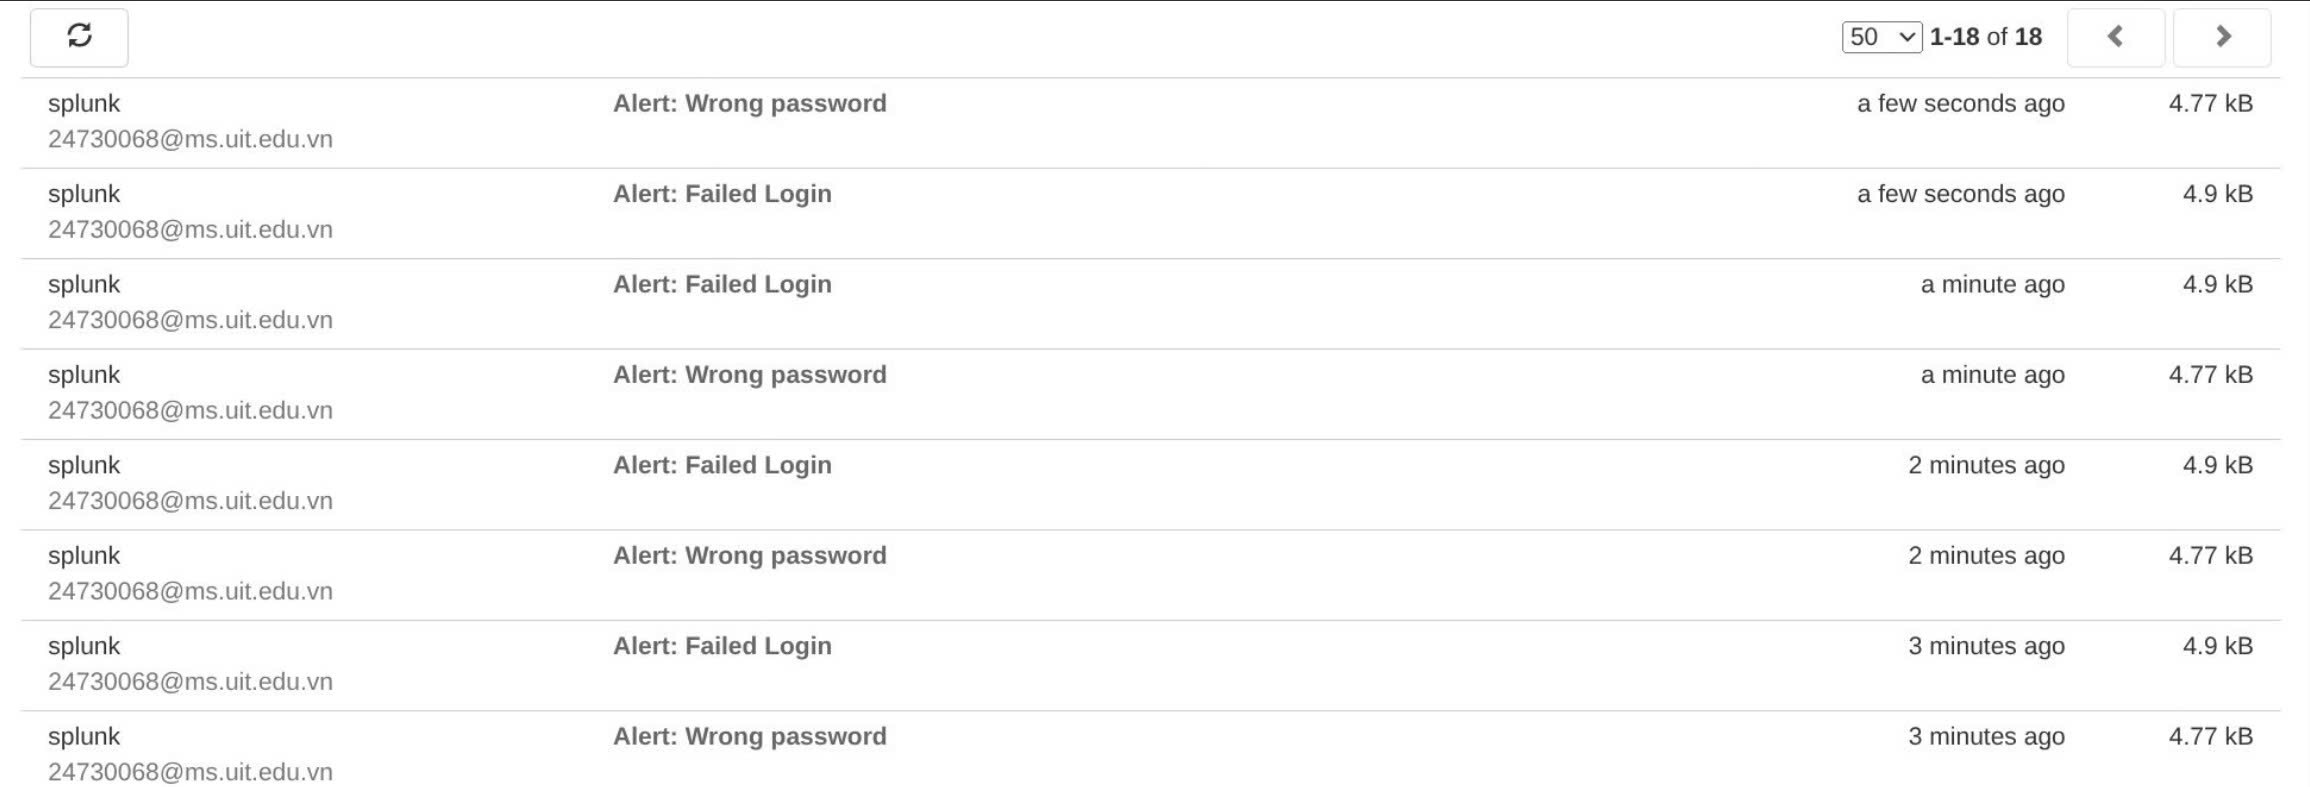 50 1-18 of 18
splunk Alert: Wrong password a few seconds ago 4.77 kB
24730068@ms.uit.edu.vn
splunk Alert: Failed Login a few seconds ago 4.9 kB
24730068@ms.uit.edu.vn
splunk Alert: Failed Login a minute ago 4.9 kB
24730068@ms.uit.edu.vn
splunk Alert: Wrong password a minute ago 4.77 kB
24730068@ms.uit.edu.vn
splunk Alert: Failed Login 2 minutes ago 4.9 kB
24730068@ms.uit.edu.vn
splunk Alert: Wrong password 2 minutes ago 4.77 kB
24730068@ms.uit.edu.vn
splunk Alert: Failed Login 3 minutes ago 4.9 kB
24730068@ms.uit.edu.vn
splunk Alert: Wrong password 3 minutes ago 4.77 kB
24730068@ms.uit.edu.vn